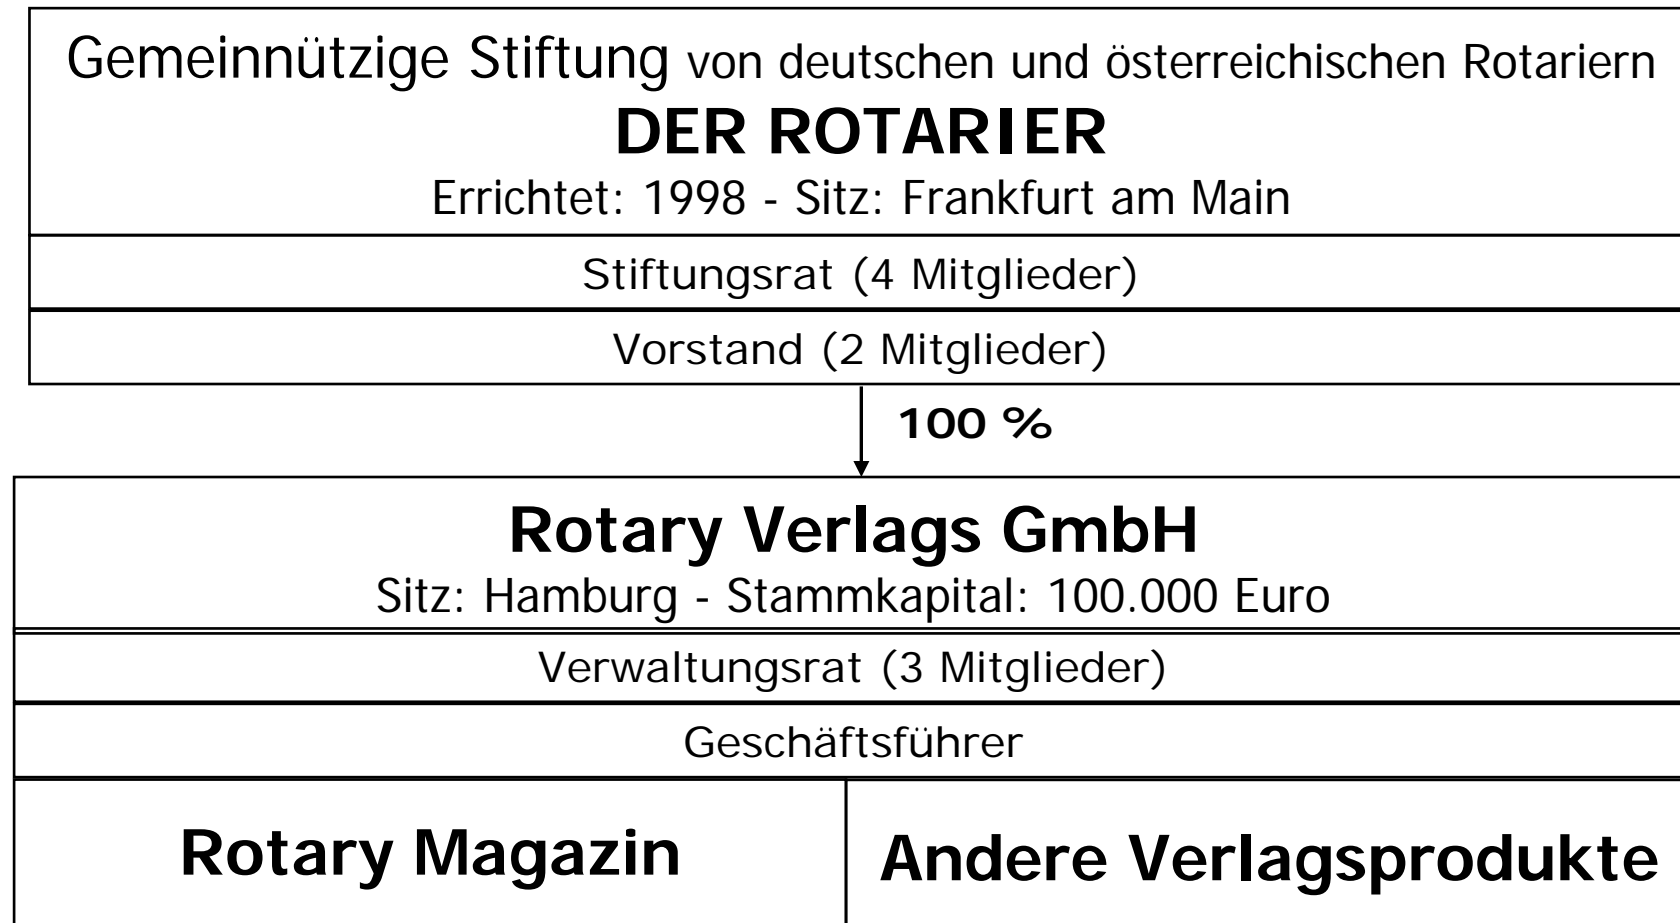 Gemeinnützige Stiftung von deutschen und österreichischen Rotariern
DER ROTARIER
Errichtet: 1998 - Sitz: Frankfurt am Main
Stiftungsrat (4 Mitglieder)
Vorstand (2 Mitglieder)
100 %
Rotary Verlags GmbH
Sitz: Hamburg - Stammkapital: 100.000 Euro
Verwaltungsrat (3 Mitglieder)
Geschäftsführer
Rotary Magazin
Andere Verlagsprodukte